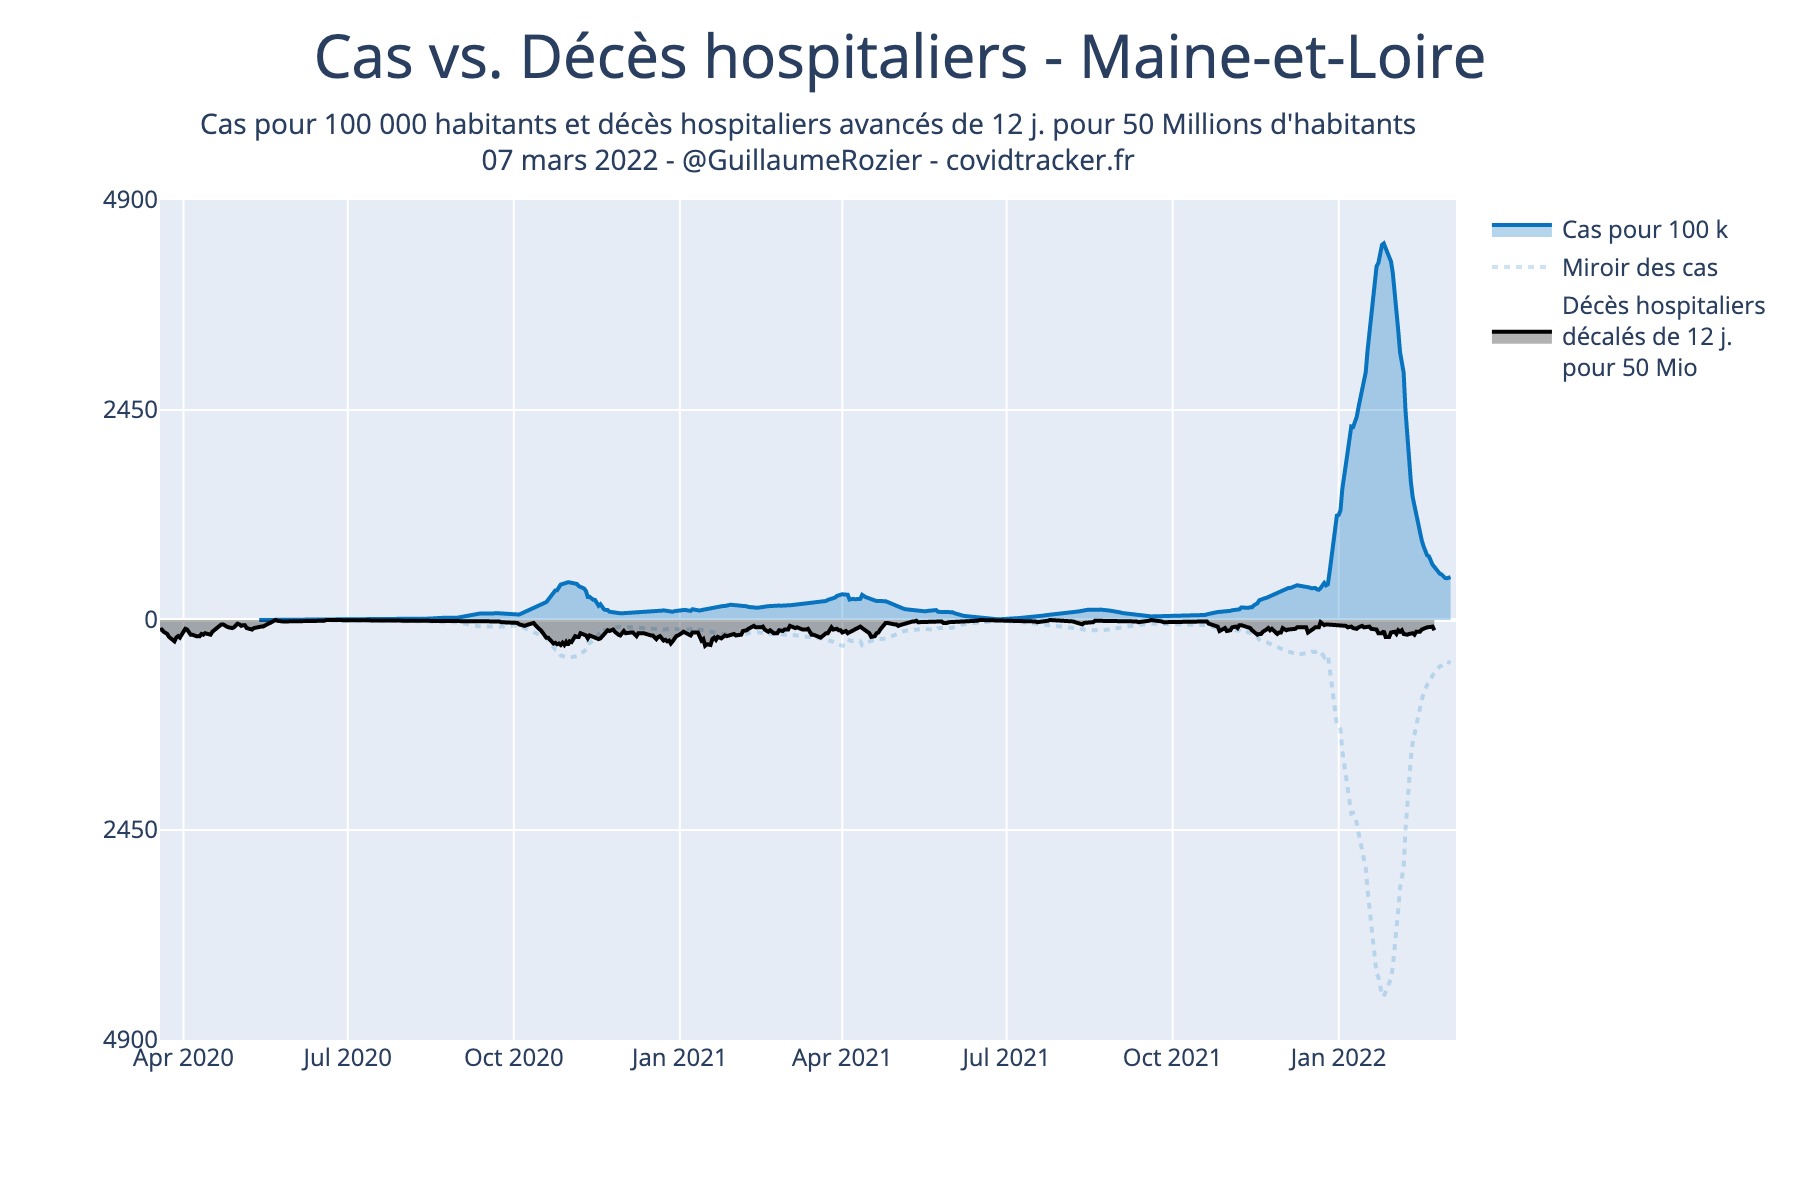 Cas vs. Décès hospitaliers - Maine-et-Loire
Cas pour 100 000 habitants et décès hospitaliers avancés de 12 j. pour 50 Millions d'habitants
07 mars 2022 - @GuillaumeRozier - covidtracker.fr
4900
2450
0
2450
4900
Apr 2020
Jul 2020
Oct 2020
Jan 2021
Apr 2021
Jul 2021
Oct 2021
Jan 2022
Cas pour 100 k
Miroir des cas
Décès hospitaliers
décalés de 12 j.
pour 50 Mio